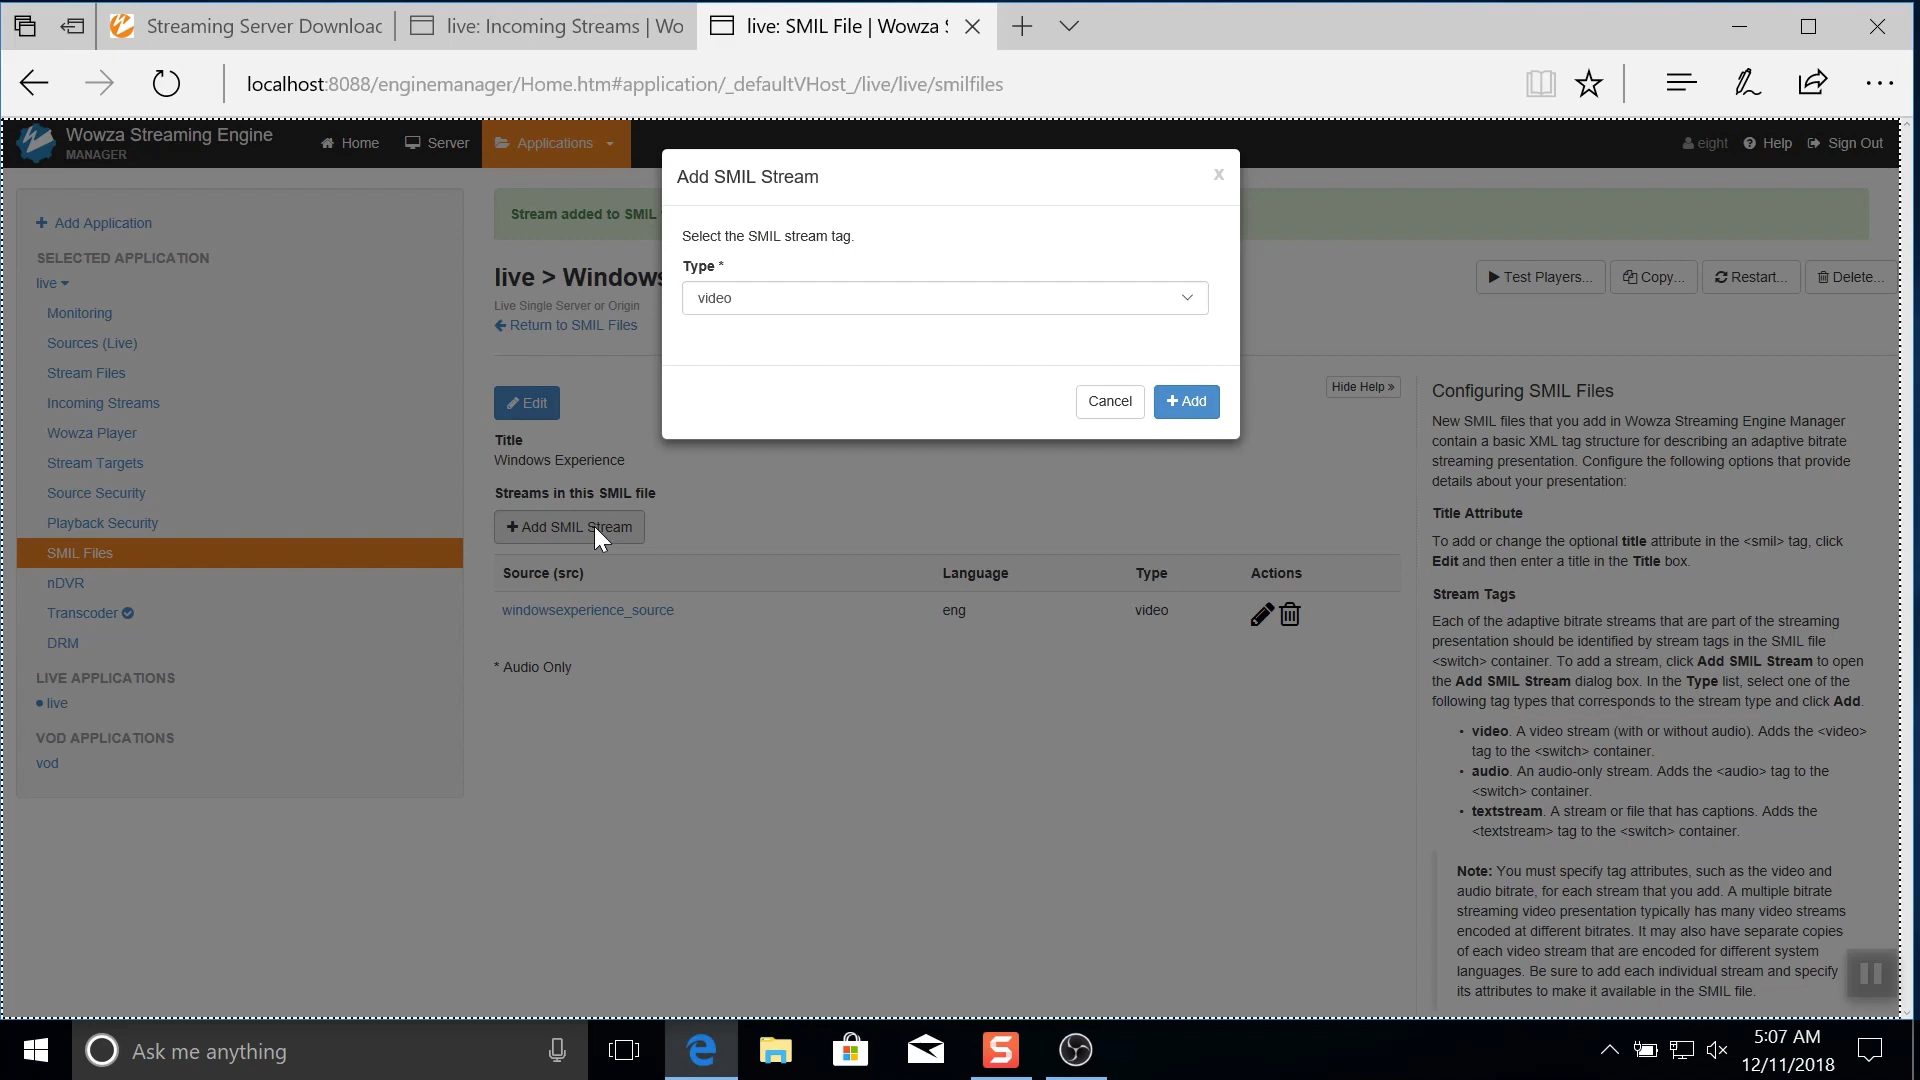 Streaming Server Downloac
live: Incoming Streams | Wo
live: SMIL File | Wowza S
localhost:8088/enginemanager/Home.htm#application/_defaultVHost_/live/live/smilfiles
Wowza Streaming Engine
MANAGER
Home
Server
Applications
eight
Help
Sign Out
Add SMIL Stream
x
Select the SMIL stream tag.
Type *
video
Cancel
+ Add
+ Add Application
SELECTED APPLICATION
live
Monitoring
Sources (Live)
Stream Files
Incoming Streams
Wowza Player
Stream Targets
Source Security
Playback Security
SMIL Files
nDVR
Transcoder
DRM
LIVE APPLICATIONS
live
VOD APPLICATIONS
vod
Stream added to SMIL
live > Windows
Live Single Server or Origin
Return to SMIL Files
Test Players...
Copy...
Restart...
Delete...
Edit
Hide Help »
Title
Windows Experience
Streams in this SMIL file
+ Add SMIL Stream
Source (src) Language Type Actions
windowsexperience_source eng video
* Audio Only
Configuring SMIL Files
New SMIL files that you add in Wowza Streaming Engine Manager
contain a basic XML tag structure for describing an adaptive bitrate
streaming presentation. Configure the following options that provide
details about your presentation:
Title Attribute
To add or change the optional title attribute in the <smil> tag, click
Edit and then enter a title in the Title box.
Stream Tags
Each of the adaptive bitrate streams that are part of the streaming
presentation should be identified by stream tags in the SMIL file
<switch> container. To add a stream, click Add SMIL Stream to open
the Add SMIL Stream dialog box. In the Type list, select one of the
following tag types that corresponds to the stream type and click Add.
• video. A video stream (with or without audio). Adds the <video>
tag to the <switch> container.
• audio. An audio-only stream. Adds the <audio> tag to the
<switch> container.
• textstream. A stream or file that has captions. Adds the
<textstream> tag to the <switch> container.
Note: You must specify tag attributes, such as the video and
audio bitrate, for each stream that you add. A multiple bitrate
streaming video presentation typically has many video streams
encoded at different bitrates. It may also have separate copies
of each video stream that are encoded for different system
languages. Be sure to add each individual stream and specify
its attributes to make it available in the SMIL file.
Ask me anything
5:07 AM
12/11/2018